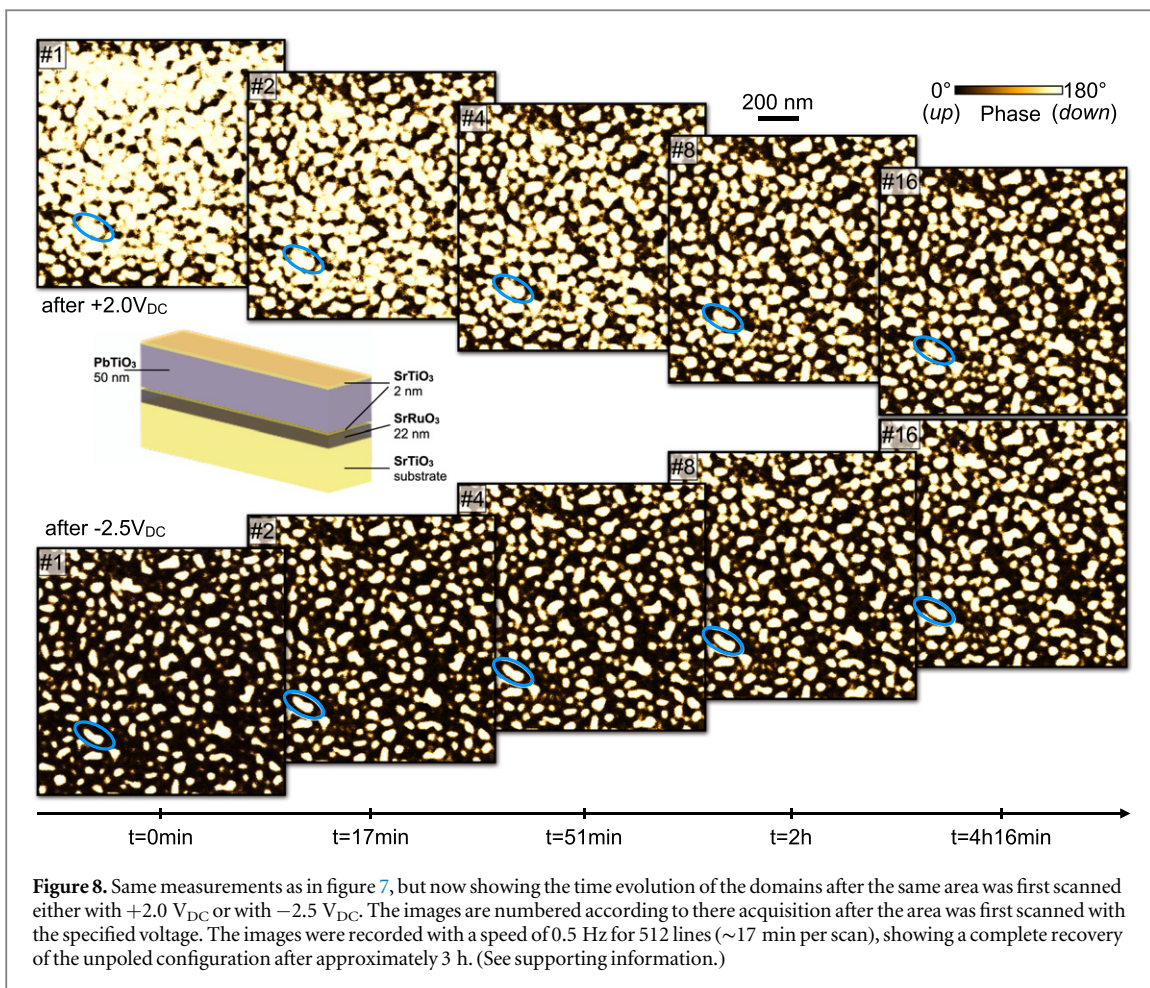 #1
#2
#4
#8
#16
200 nm
0° 180°
(up) Phase (down)
after +2.0V_DC
PbTiO₃
50 nm
SrTiO₃
2 nm
SrRuO₃
22 nm
SrTiO₃
substrate
after -2.5V_DC
#1
#2
#4
#8
#16
t=0min t=17min t=51min t=2h t=4h16min
Figure 8. Same measurements as in figure 7, but now showing the time evolution of the domains after the same area was first scanned
either with +2.0 V_DC or with −2.5 V_DC. The images are numbered according to there acquisition after the area was first scanned with
the specified voltage. The images were recorded with a speed of 0.5 Hz for 512 lines (∼17 min per scan), showing a complete recovery
of the unpoled configuration after approximately 3 h. (See supporting information.)